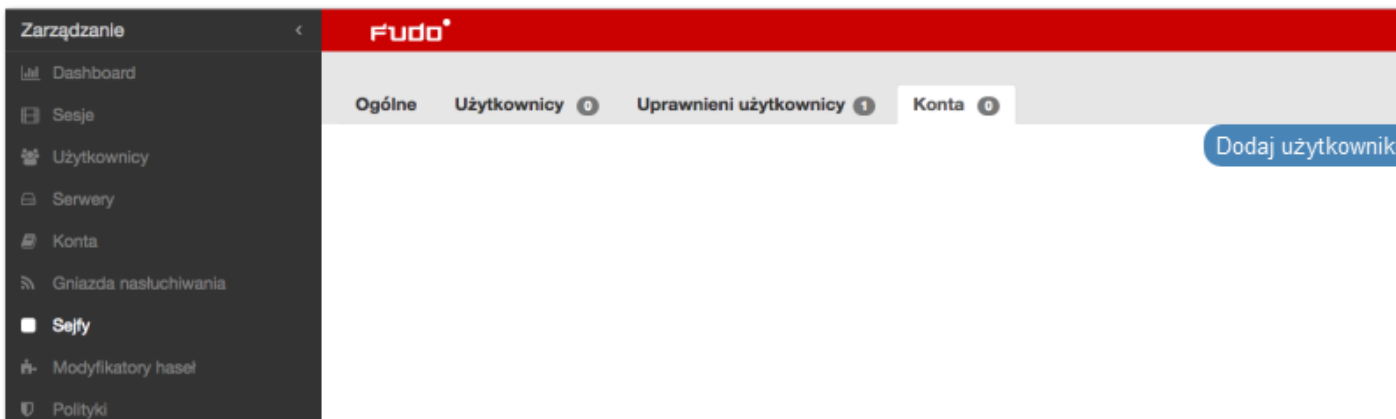 Zarządzanie
Fudo
Dashboard
Sesje
Użytkownicy
Serwery
Konta
Gniazda nasłuchiwania
Sejfy
Modyfikatory haseł
Polityki
Ogólne Użytkownicy 0 Uprawnieni użytkownicy 1 Konta 0
Dodaj użytkownik